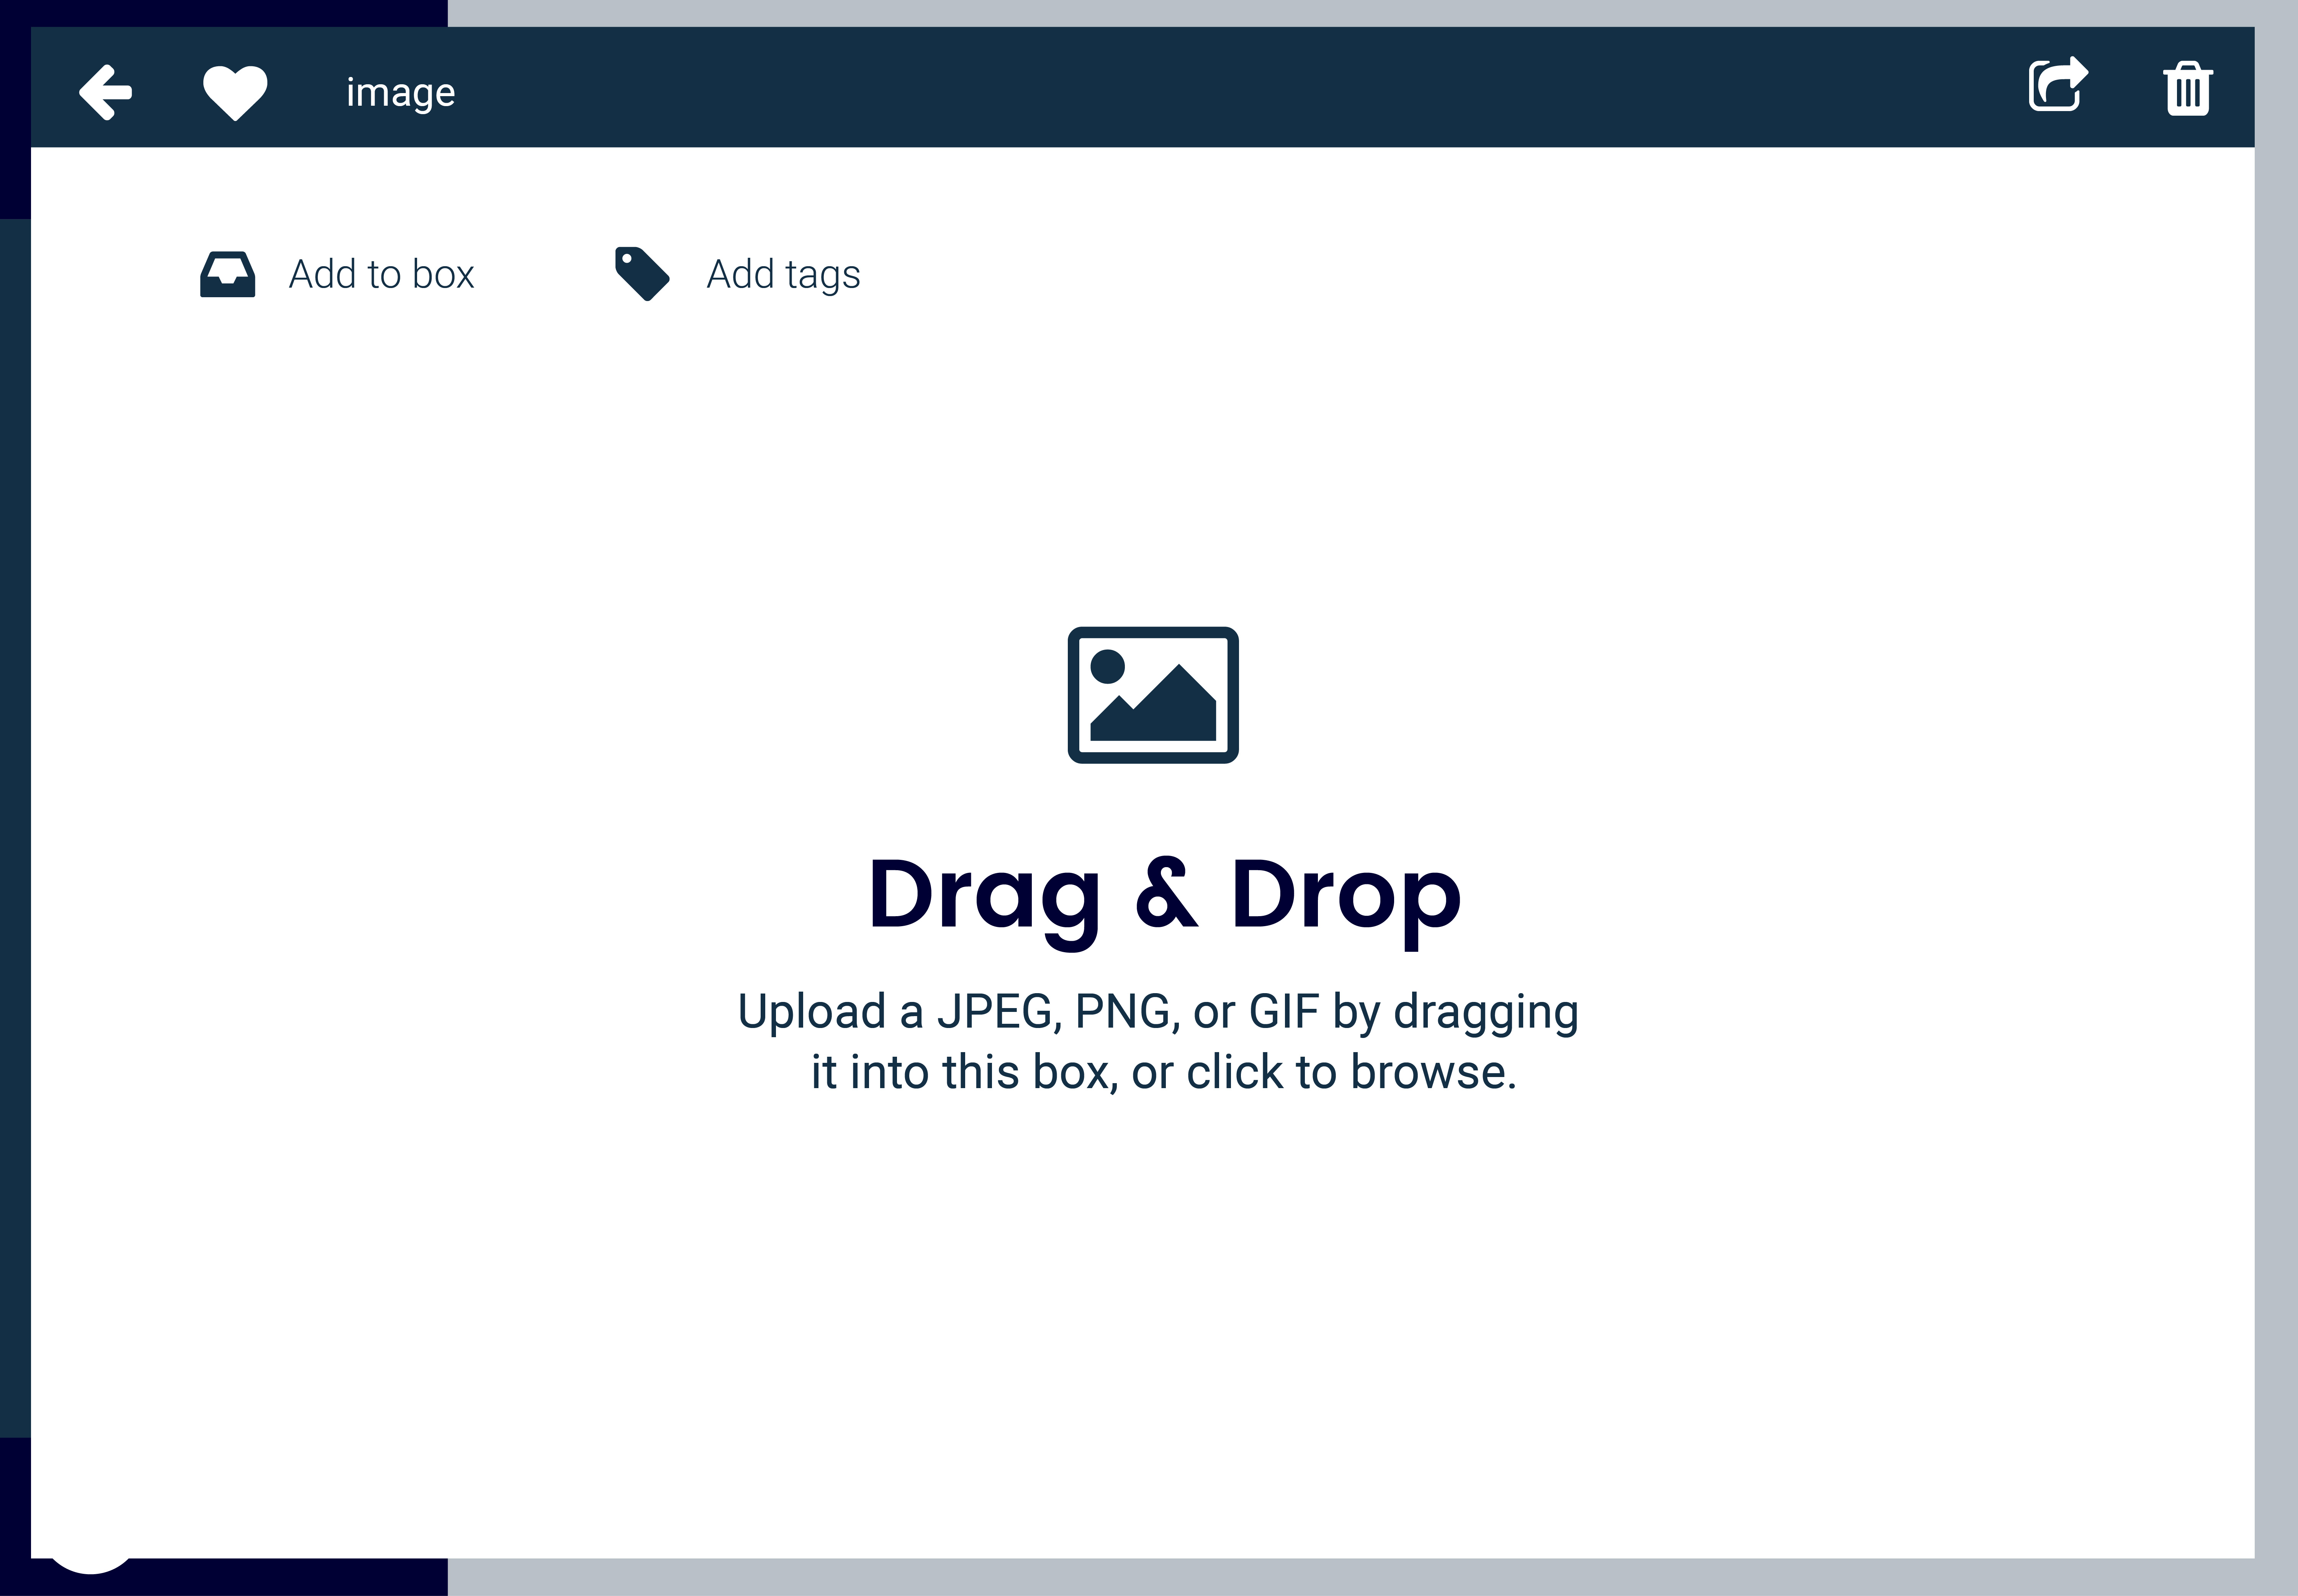 image
Add to box
Add tags
Drag & Drop
Upload a JPEG, PNG, or GIF by dragging
it into this box, or click to browse.